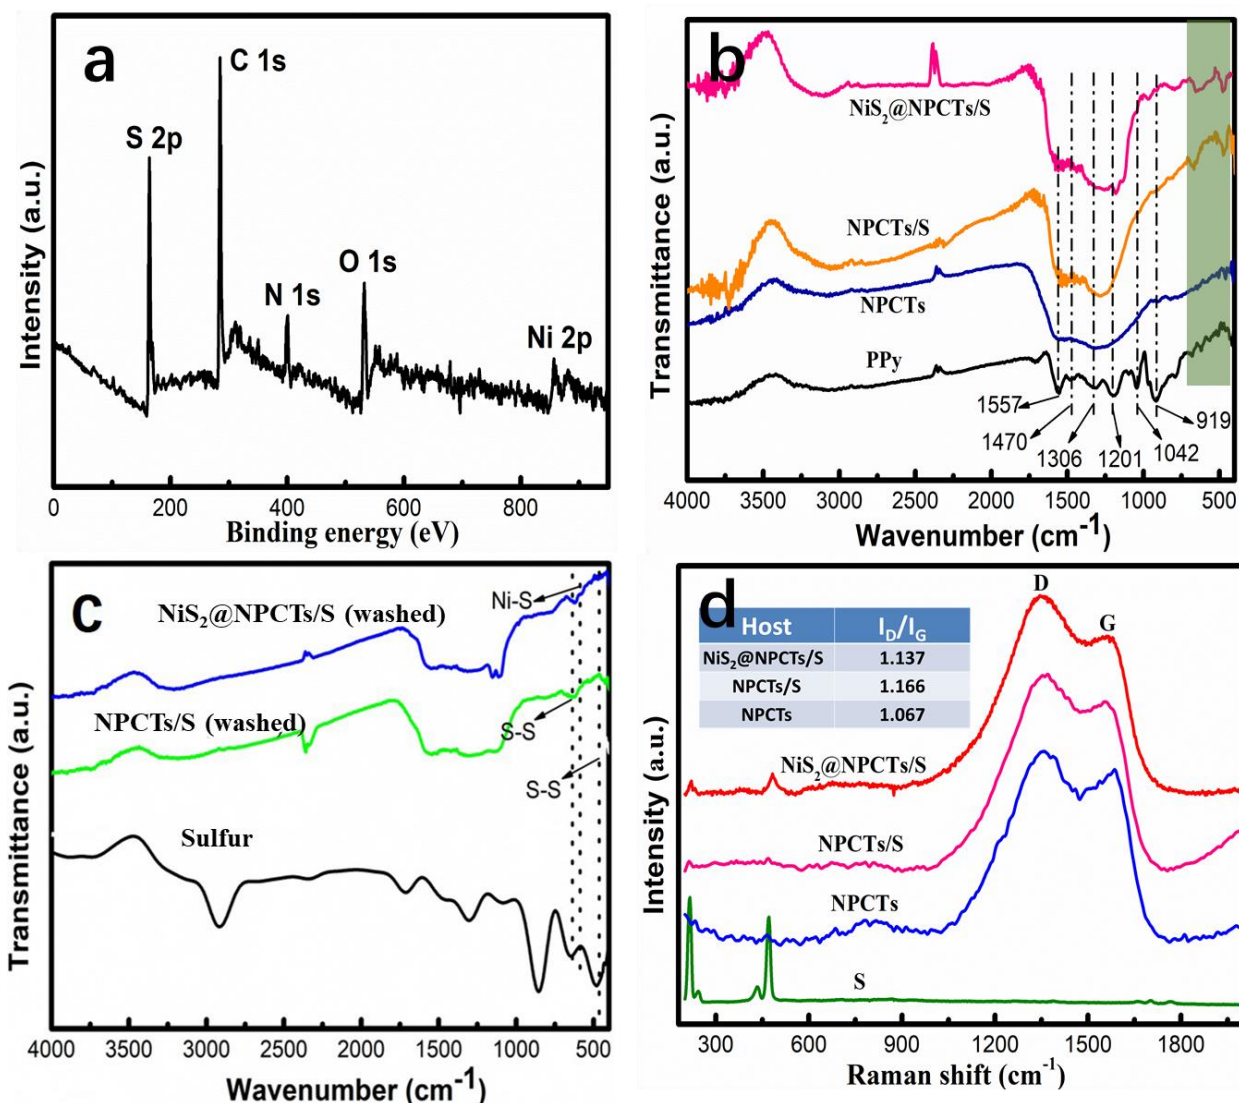 a
S 2p
C 1s
N 1s
O 1s
Ni 2p
Intensity (a.u.)
0 200 400 600 800
Binding energy (eV)
b
NiS₂@NPCTs/S
NPCTs/S
NPCTs
PPy
1557
1470
1306
1201
1042
919
Transmittance (a.u.)
4000 3500 3000 2500 2000 1500 1000 500
Wavenumber (cm⁻¹)
c
NiS₂@NPCTs/S (washed)
Ni-S
NPCTs/S (washed)
S-S
S-S
Sulfur
Transmittance (a.u.)
4000 3500 3000 2500 2000 1500 1000 500
Wavenumber (cm⁻¹)
d
D
G
Host I_D/I_G
NiS₂@NPCTs/S 1.137
NPCTs/S 1.166
NPCTs 1.067
NiS₂@NPCTs/S
NPCTs/S
NPCTs
S
Intensity (a.u.)
300 600 900 1200 1500 1800
Raman shift (cm⁻¹)